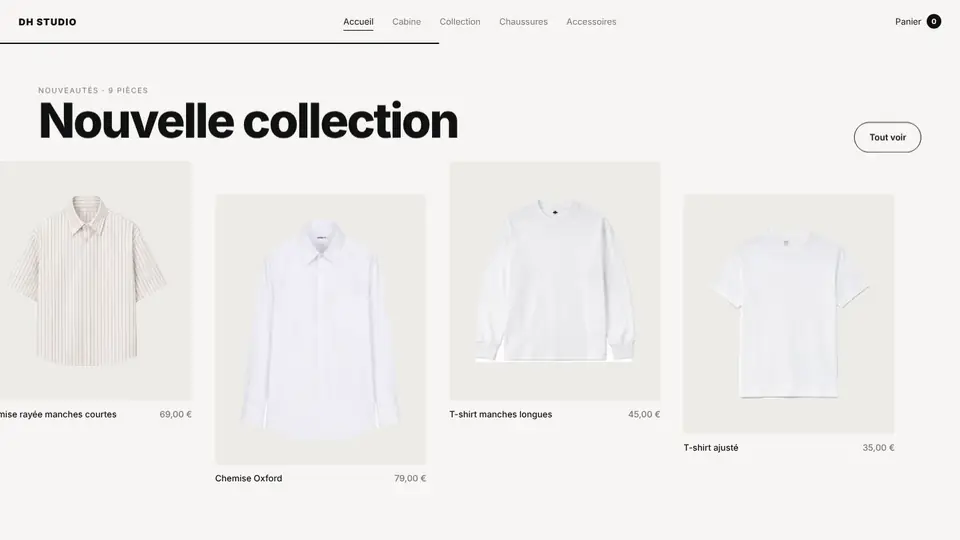 DH STUDIO
Accueil Cabine Collection Chaussures Accessoires
Panier 0
NOUVEAUTÉS · 9 PIÈCES
Nouvelle collection
Tout voir
mise rayée manches courtes 69,00 €
T-shirt manches longues 45,00 €
T-shirt ajusté 35,00 €
Chemise Oxford 79,00 €